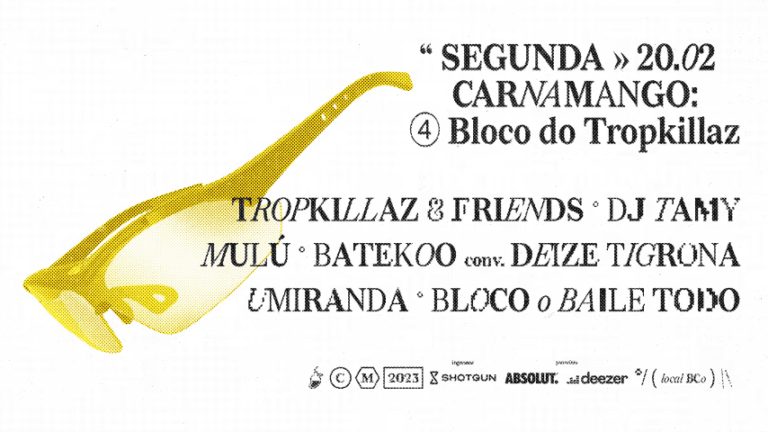 “ SEGUNDA » 20.02
CARNAMANGO:
④ Bloco do Tropkillaz
TROPKILLAZ & FRIENDS ° DJ TAMY
MULÚ ° BATEKOO conv. DEIZE TIGRONA
UMIRANDA ° BLOCO o BAILE TODO
ingressos
© M 2023 SHOTGUN ABSOLUT. deezer / ( local BCo )